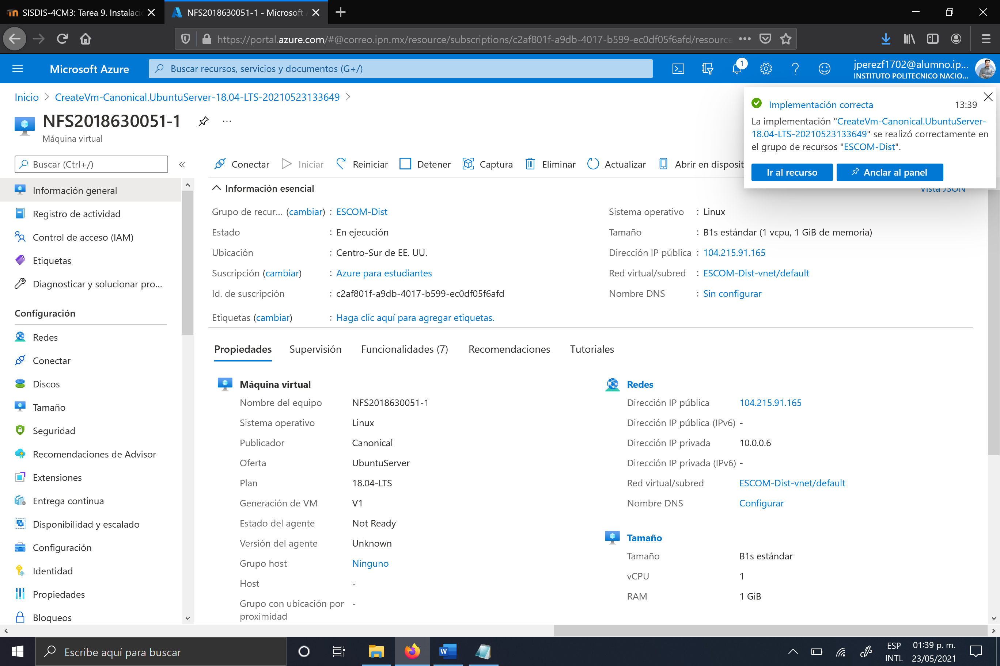 SISDIS-4CM3: Tarea 9. Instalaci
NFS2018630051-1 - Microsoft
https://portal.azure.com/#@correo.ipn.mx/resource/subscriptions/c2af801f-a9db-4017-b599-ec0df05f6afd/resource
Microsoft Azure
Buscar recursos, servicios y documentos (G+/)
1
jperezf1702@alumno.ip...
INSTITUTO POLITECNICO NACIO...
Inicio > CreateVm-Canonical.UbuntuServer-18.04-LTS-20210523133649 >
NFS2018630051-1
Máquina virtual
Implementación correcta 13:39
La implementación "CreateVm-Canonical.UbuntuServer-
18.04-LTS-20210523133649" se realizó correctamente en
el grupo de recursos "ESCOM-Dist".
Ir al recurso
Anclar al panel
Buscar (Ctrl+/)
«
Conectar
Iniciar
Reiniciar
Detener
Captura
Eliminar
Actualizar
Abrir en disposit
Información general
Registro de actividad
Control de acceso (IAM)
Etiquetas
Diagnosticar y solucionar pro...
Configuración
Redes
Conectar
Discos
Tamaño
Seguridad
Recomendaciones de Advisor
Extensiones
Entrega continua
Disponibilidad y escalado
Configuración
Identidad
Propiedades
Bloqueos
Información esencial
Vista JSON
Grupo de recur... (cambiar) : ESCOM-Dist
Estado : En ejecución
Ubicación : Centro-Sur de EE. UU.
Suscripción (cambiar) : Azure para estudiantes
Id. de suscripción : c2af801f-a9db-4017-b599-ec0df05f6afd
Etiquetas (cambiar) : Haga clic aquí para agregar etiquetas.
Sistema operativo : Linux
Tamaño : B1s estándar (1 vcpu, 1 GiB de memoria)
Dirección IP pública : 104.215.91.165
Red virtual/subred : ESCOM-Dist-vnet/default
Nombre DNS : Sin configurar
Propiedades
Supervisión
Funcionalidades (7)
Recomendaciones
Tutoriales
Máquina virtual
Nombre del equipo NFS2018630051-1
Sistema operativo Linux
Publicador Canonical
Oferta UbuntuServer
Plan 18.04-LTS
Generación de VM V1
Estado del agente Not Ready
Versión del agente Unknown
Grupo host Ninguno
Host -
Grupo con ubicación por -
proximidad
Redes
Dirección IP pública 104.215.91.165
Dirección IP pública (IPv6) -
Dirección IP privada 10.0.0.6
Dirección IP privada (IPv6) -
Red virtual/subred ESCOM-Dist-vnet/default
Nombre DNS Configurar
Tamaño
Tamaño B1s estándar
vCPU 1
RAM 1 GiB
Escribe aquí para buscar
ESP
INTL
01:39 p. m.
23/05/2021